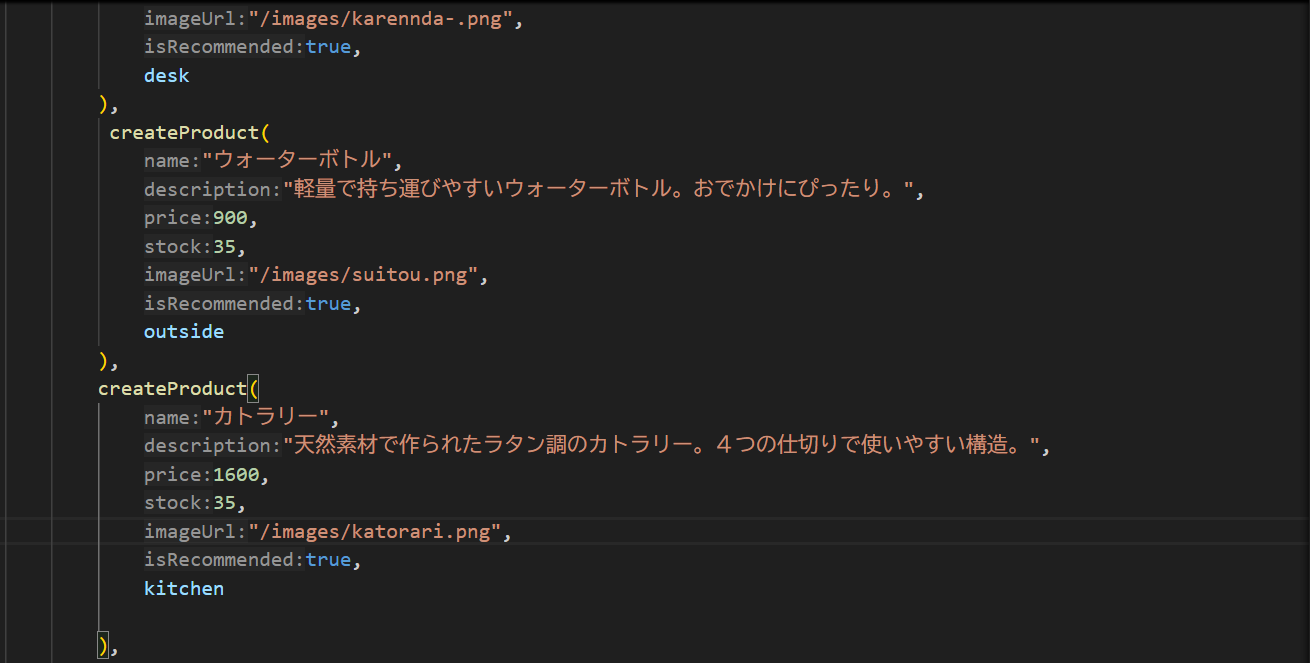 imageUrl:"/images/karennda-.png",
isRecommended:true,
desk
),
createProduct(
name:"ウォーターボトル",
description:"軽量で持ち運びやすいウォーターボトル。おでかけにぴったり。",
price:900,
stock:35,
imageUrl:"/images/suitou.png",
isRecommended:true,
outside
),
createProduct(
name:"カトラリー",
description:"天然素材で作られたラタン調のカトラリー。４つの仕切りで使いやすい構造。",
price:1600,
stock:35,
imageUrl:"/images/katorari.png",
isRecommended:true,
kitchen
),